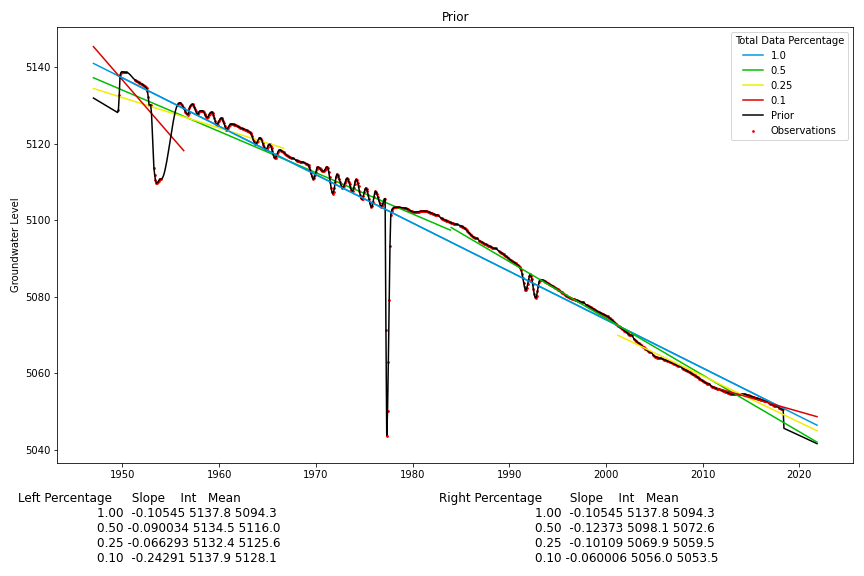 Prior
Total Data Percentage
1.0
0.5
0.25
0.1
Prior
Observations
Groundwater Level
5140
5120
5100
5080
5060
5040
1950 1960 1970 1980 1990 2000 2010 2020
Left Percentage Slope Int Mean
1.00 -0.10545 5137.8 5094.3
0.50 -0.090034 5134.5 5116.0
0.25 -0.066293 5132.4 5125.6
0.10 -0.24291 5137.9 5128.1
Right Percentage Slope Int Mean
1.00 -0.10545 5137.8 5094.3
0.50 -0.12373 5098.1 5072.6
0.25 -0.10109 5069.9 5059.5
0.10 -0.060006 5056.0 5053.5